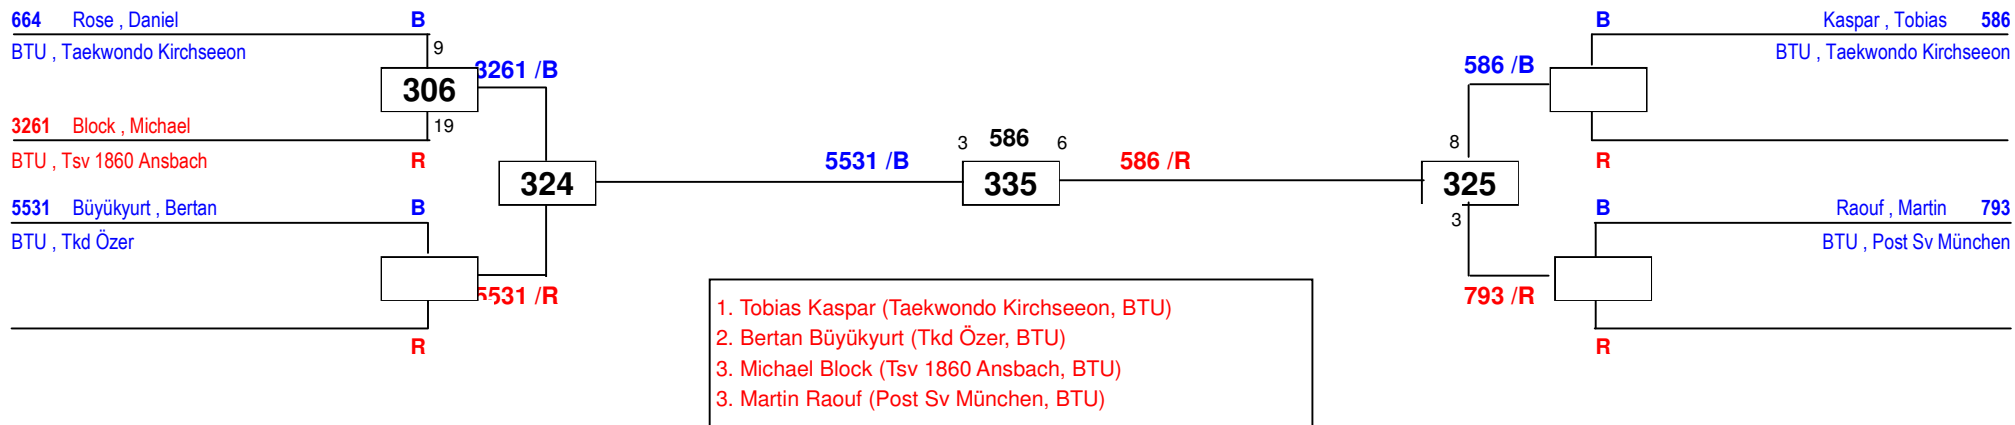 664 Rose , Daniel B
BTU , Taekwondo Kirchseeon
9
3261 /B
306
19
3261 Block , Michael
BTU , Tsv 1860 Ansbach R
324
5531 Büyükyurt , Bertan B
BTU , Tkd Özer
5531 /R
R
5531 /B
3 586 6
335
586 /R
B Kaspar , Tobias 586
BTU , Taekwondo Kirchseeon
586 /B
8
R
325
3
B Raouf , Martin 793
BTU , Post Sv München
793 /R
R
1. Tobias Kaspar (Taekwondo Kirchseeon, BTU)
2. Bertan Büyükyurt (Tkd Özer, BTU)
3. Michael Block (Tsv 1860 Ansbach, BTU)
3. Martin Raouf (Post Sv München, BTU)